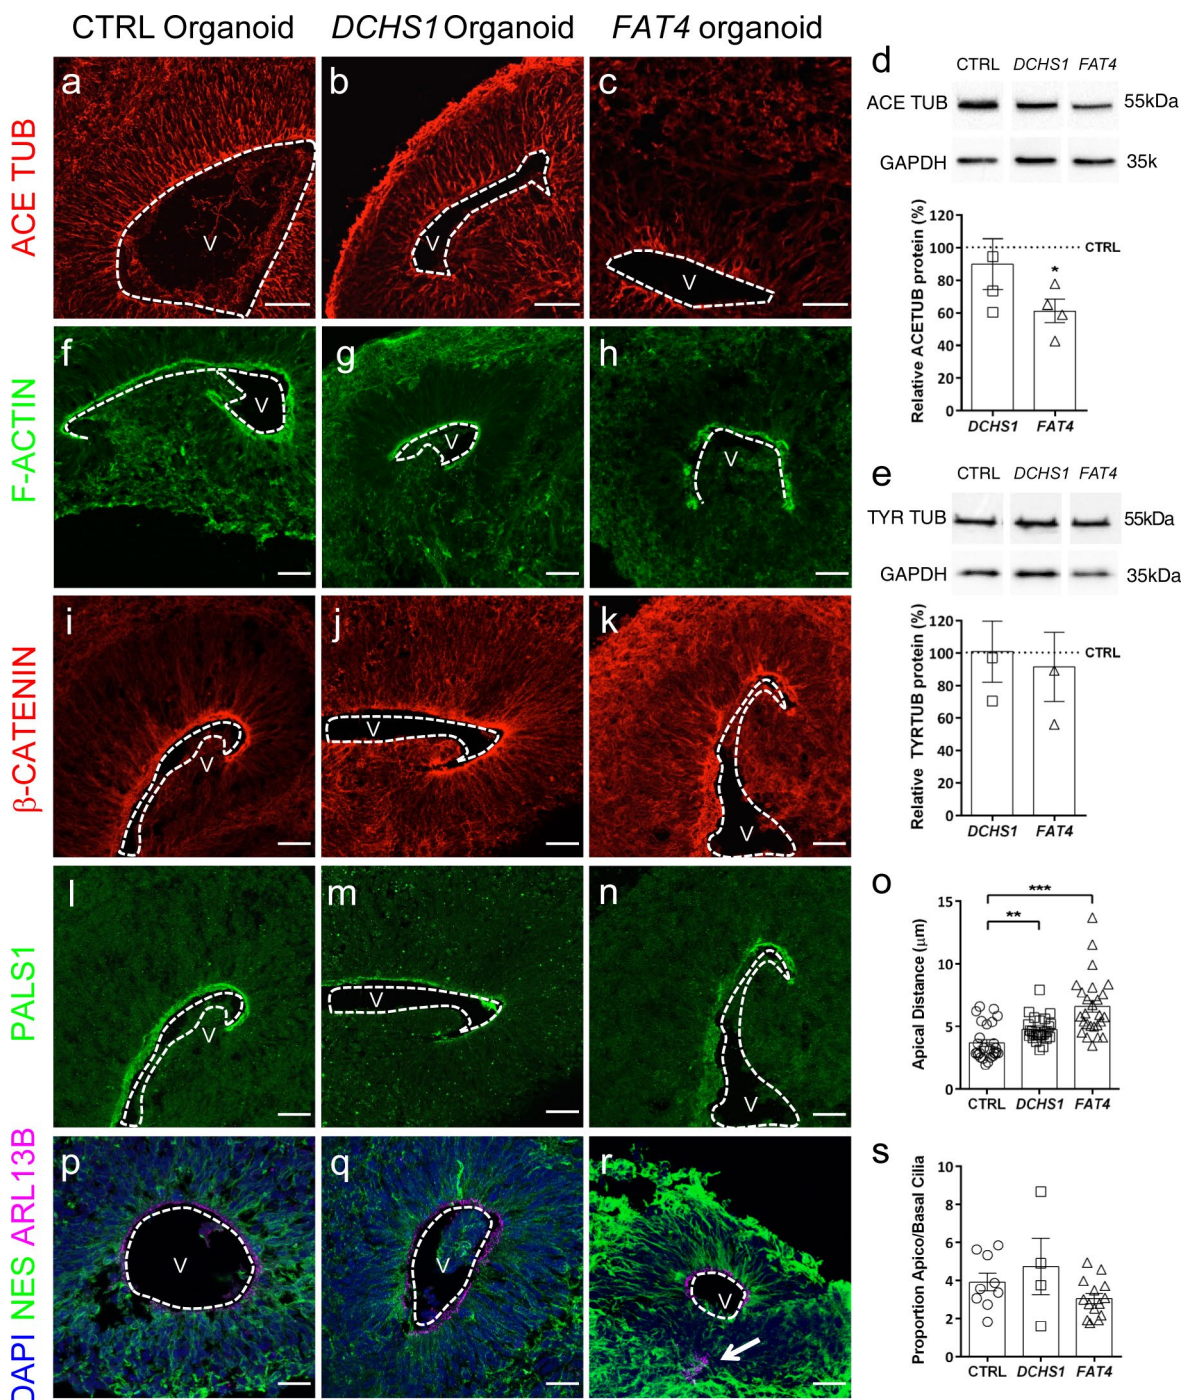 CTRL Organoid DCHS1 Organoid FAT4 organoid
ACE TUB
a
V
b
V
c
V
d
CTRL DCHS1 FAT4
ACE TUB 55kDa
GAPDH 35k
Relative ACETUB protein (%)
120
100
80
60
40
20
0
CTRL
*
DCHS1 FAT4
F-ACTIN
f
V
g
V
h
V
e
CTRL DCHS1 FAT4
TYR TUB 55kDa
GAPDH 35kDa
Relative TYRTUB protein (%)
120
100
80
60
40
20
0
CTRL
DCHS1 FAT4
β-CATENIN
i
V
j
V
k
V
PALS1
l
V
m
V
n
V
o
Apical Distance (μm)
15
10
5
0
***
**
CTRL DCHS1 FAT4
DAPI NES ARL13B
p
V
q
V
r
V
s
Proportion Apico/Basal Cilia
10
8
6
4
2
0
CTRL DCHS1 FAT4